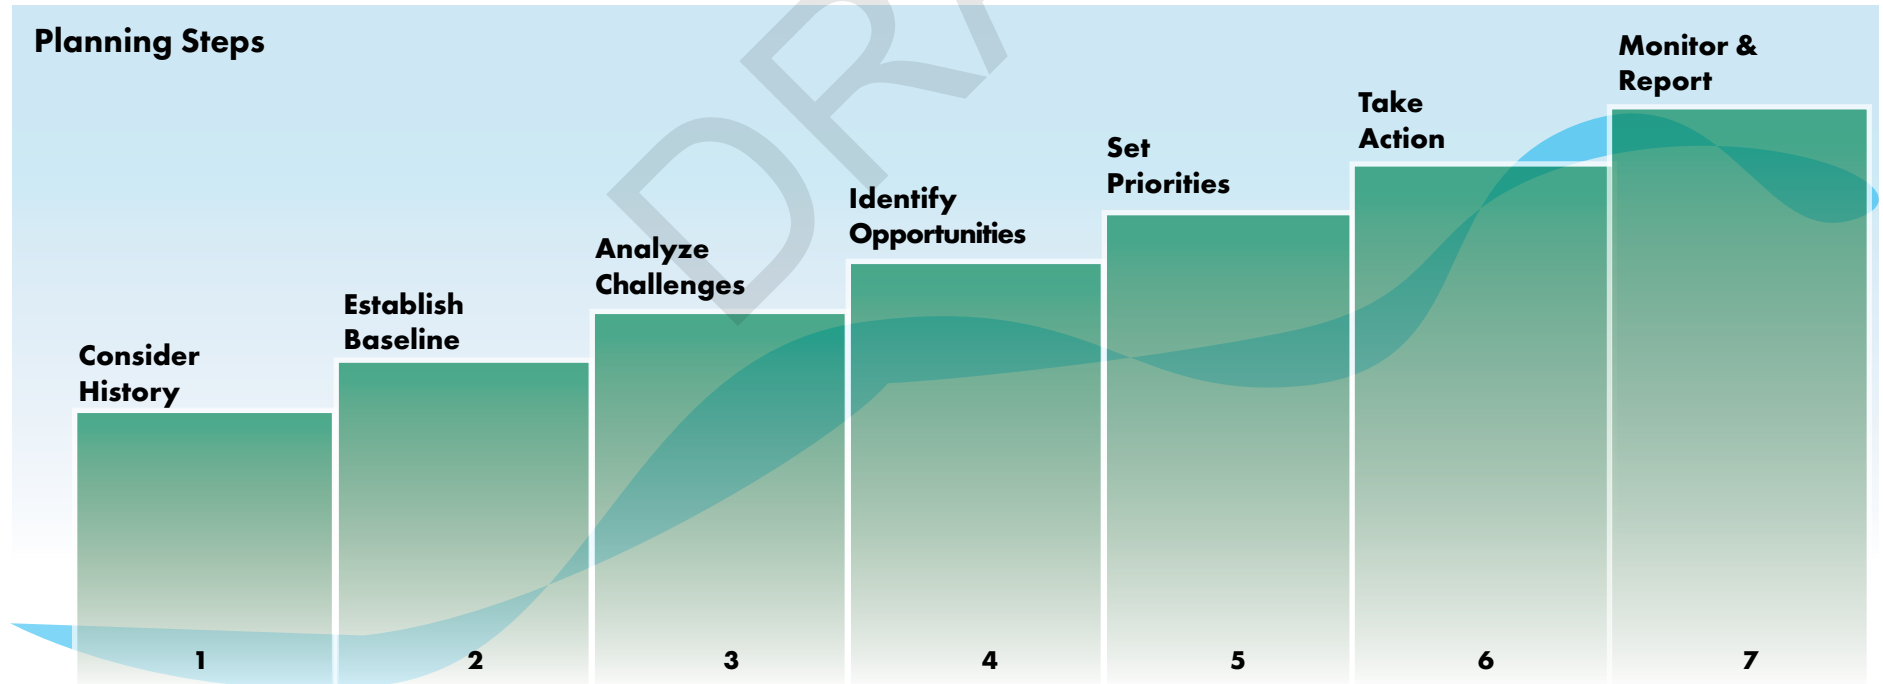 Planning Steps
Consider
History
Establish
Baseline
Analyze
Challenges
Identify
Opportunities
Set
Priorities
Take
Action
Monitor &
Report
1
2
3
4
5
6
7